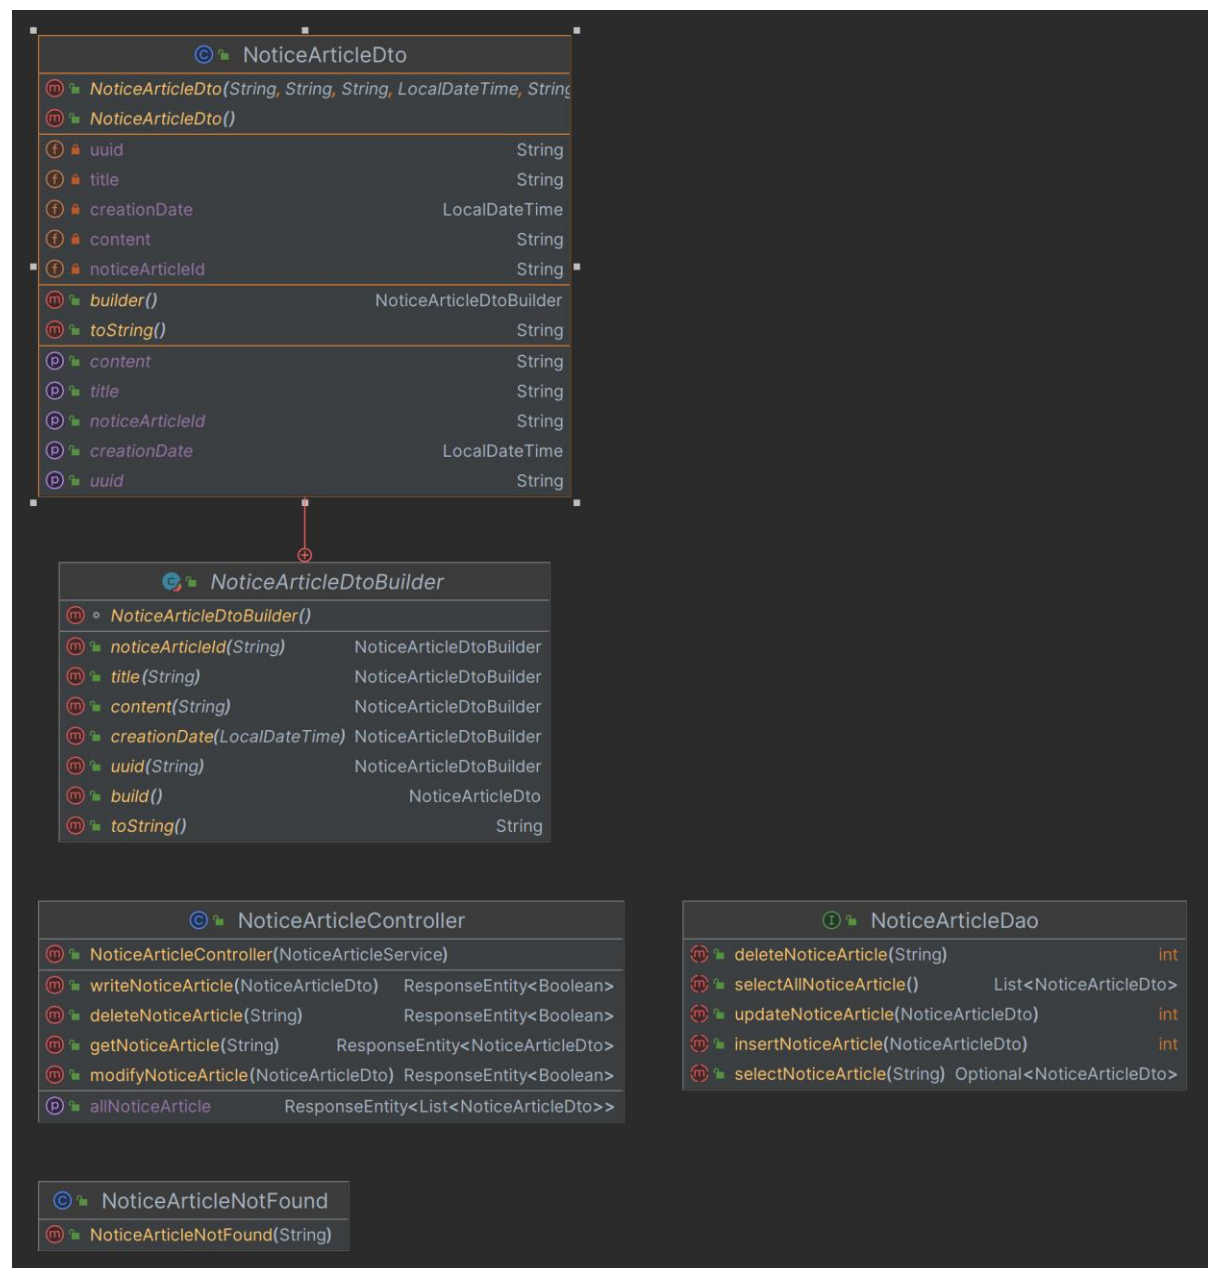 NoticeArticleDto
NoticeArticleDto(String, String, String, LocalDateTime, String
NoticeArticleDto()
uuid String
title String
creationDate LocalDateTime
content String
noticeArticleId String
builder() NoticeArticleDtoBuilder
toString() String
content String
title String
noticeArticleId String
creationDate LocalDateTime
uuid String
NoticeArticleDtoBuilder
NoticeArticleDtoBuilder()
noticeArticleId(String) NoticeArticleDtoBuilder
title(String) NoticeArticleDtoBuilder
content(String) NoticeArticleDtoBuilder
creationDate(LocalDateTime) NoticeArticleDtoBuilder
uuid(String) NoticeArticleDtoBuilder
build() NoticeArticleDto
toString() String
NoticeArticleController
NoticeArticleController(NoticeArticleService)
writeNoticeArticle(NoticeArticleDto) ResponseEntity<Boolean>
deleteNoticeArticle(String) ResponseEntity<Boolean>
getNoticeArticle(String) ResponseEntity<NoticeArticleDto>
modifyNoticeArticle(NoticeArticleDto) ResponseEntity<Boolean>
allNoticeArticle ResponseEntity<List<NoticeArticleDto>>
NoticeArticleDao
deleteNoticeArticle(String) int
selectAllNoticeArticle() List<NoticeArticleDto>
updateNoticeArticle(NoticeArticleDto) int
insertNoticeArticle(NoticeArticleDto) int
selectNoticeArticle(String) Optional<NoticeArticleDto>
NoticeArticleNotFound
NoticeArticleNotFound(String)